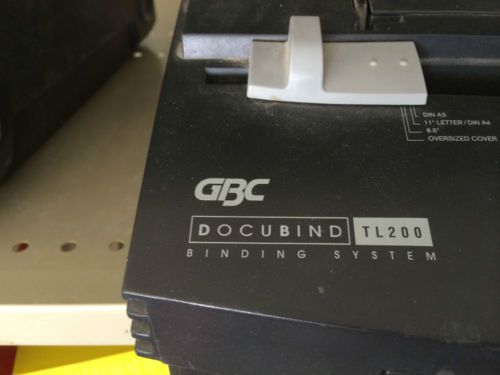 DIN A5
11" LETTER / DIN A4
8.5"
OVERSIZED COVER
GBC
DOCUBIND TL200
BINDING SYSTEM